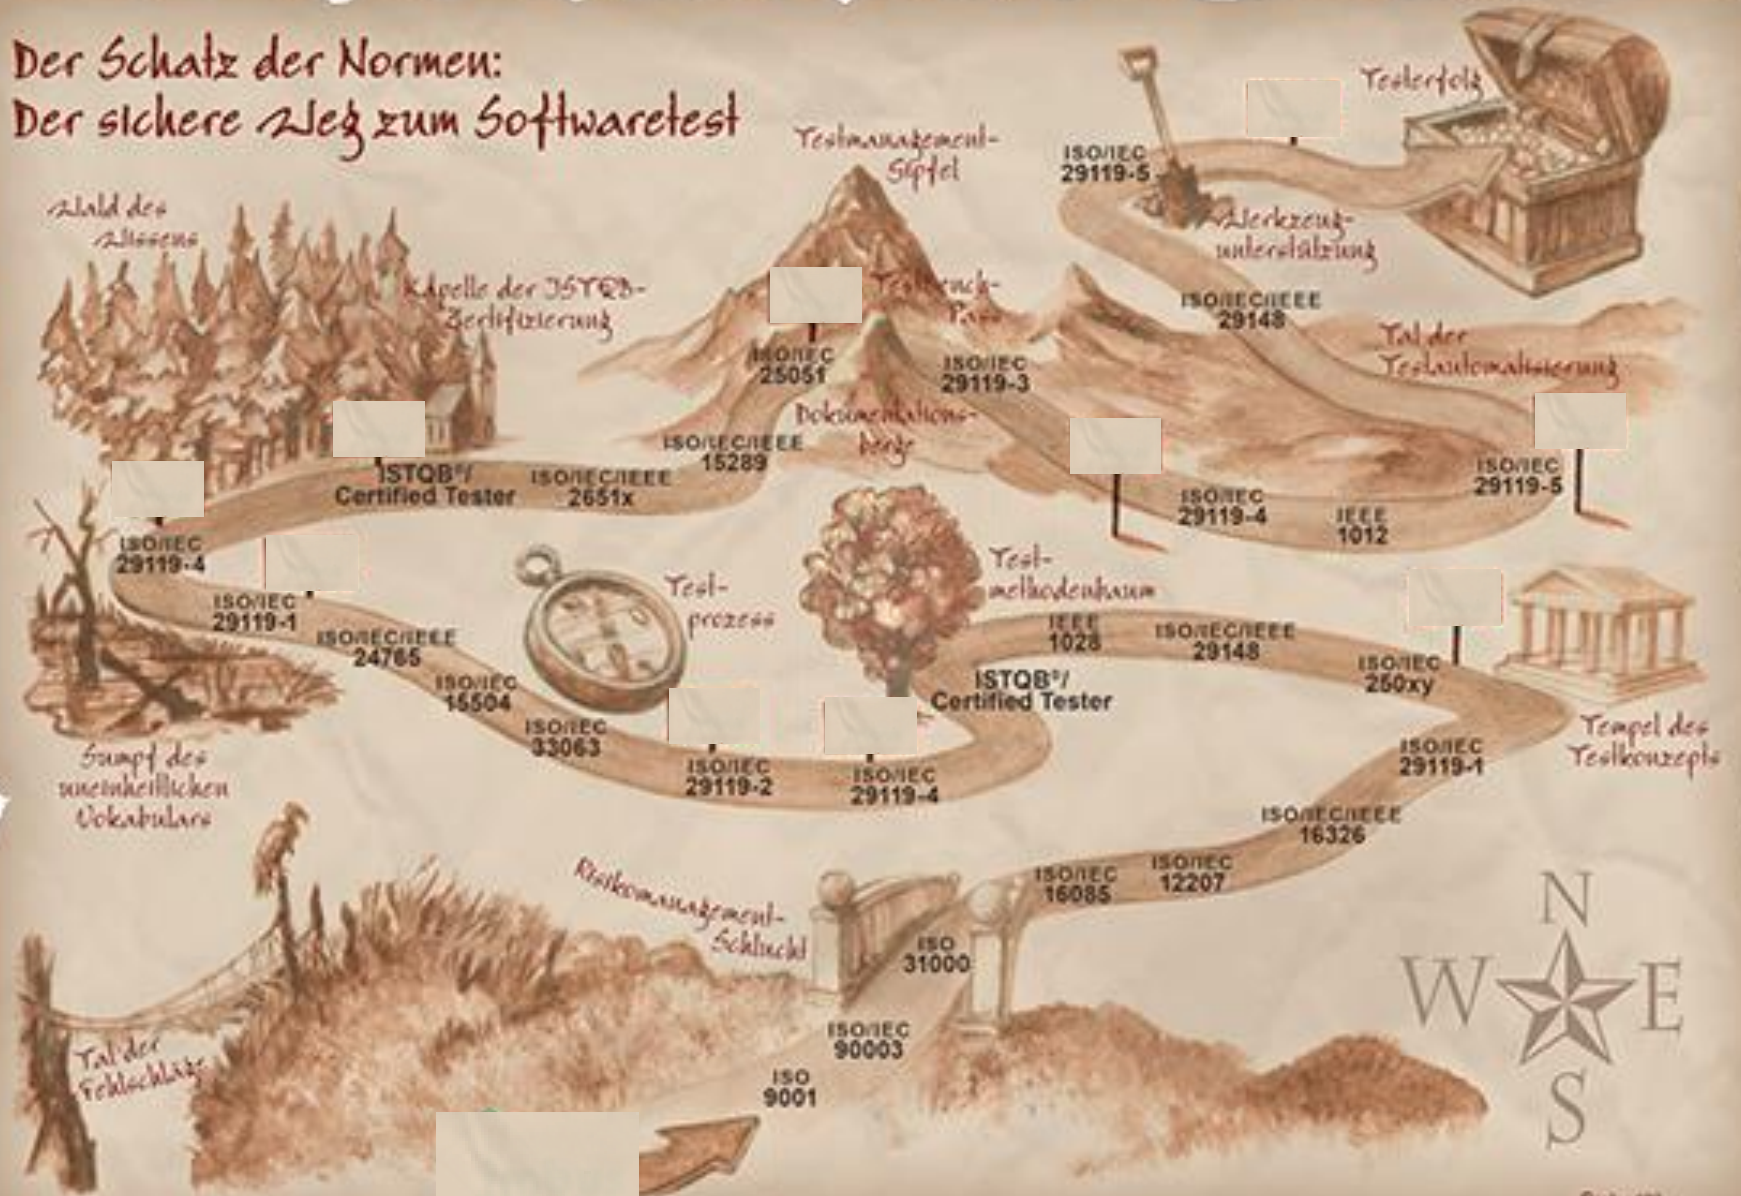 Der Schatz der Normen:
Der sichere Weg zum Softwaretest
Testerfolg
Testmanagement-
Gipfel
ISO/IEC
29119-5
Wald des
Wissens
Werkzeug-
unterstützung
Kapelle der ISTQB-
Zertifizierung
Pass
ISO/IEC/IEEE
29148
Tal der
Testautomatisierung
ISO/IEC
25051
ISO/IEC
29119-3
Dokumentations-
berge
ISO/IEC/IEEE
15289
ISTQB®/
Certified Tester
ISO/IEC/IEEE
2651x
ISO/IEC
29119-5
ISO/IEC
29119-4
IEEE
1012
ISO/IEC
29119-4
Test-
prozess
Test-
methodenbaum
ISO/IEC
29119-1
ISO/IEC/IEEE
24765
IEEE
1028
ISO/IEC/IEEE
29148
ISO/IEC
250xy
ISO/IEC
15504
ISTQB®/
Certified Tester
ISO/IEC
33063
Tempel des
Testkonzepts
Sumpf des
uneinheitlichen
Vokabulars
ISO/IEC
29119-2
ISO/IEC
29119-4
ISO/IEC
29119-1
ISO/IEC/IEEE
16326
Risikomanagement-
Schlucht
ISO/IEC
16085
ISO/IEC
12207
ISO
31000
N
W E
S
ISO/IEC
90003
Tal der
Fehlschläge
ISO
9001